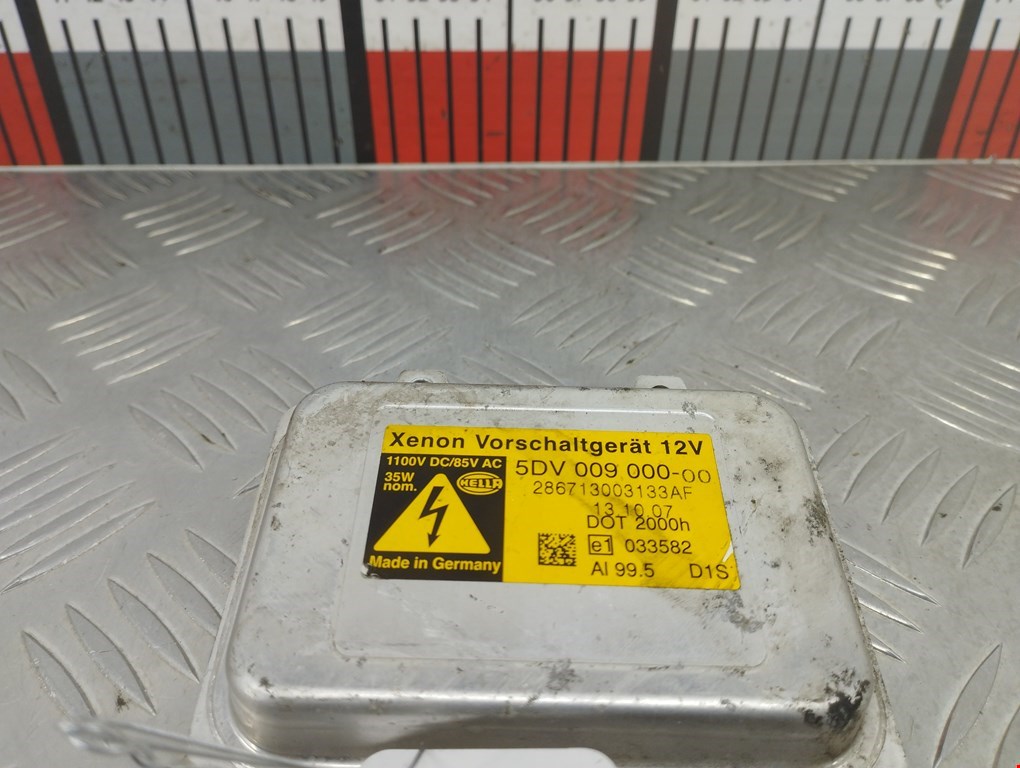 Xenon Vorschaltgerät 12V
1100V DC/85V AC
35W
nom.
HELLA
5DV 009 000-00
286713003133AF
13.10.07
DOT 2000h
e1 033582
Al 99.5 D1S
Made in Germany